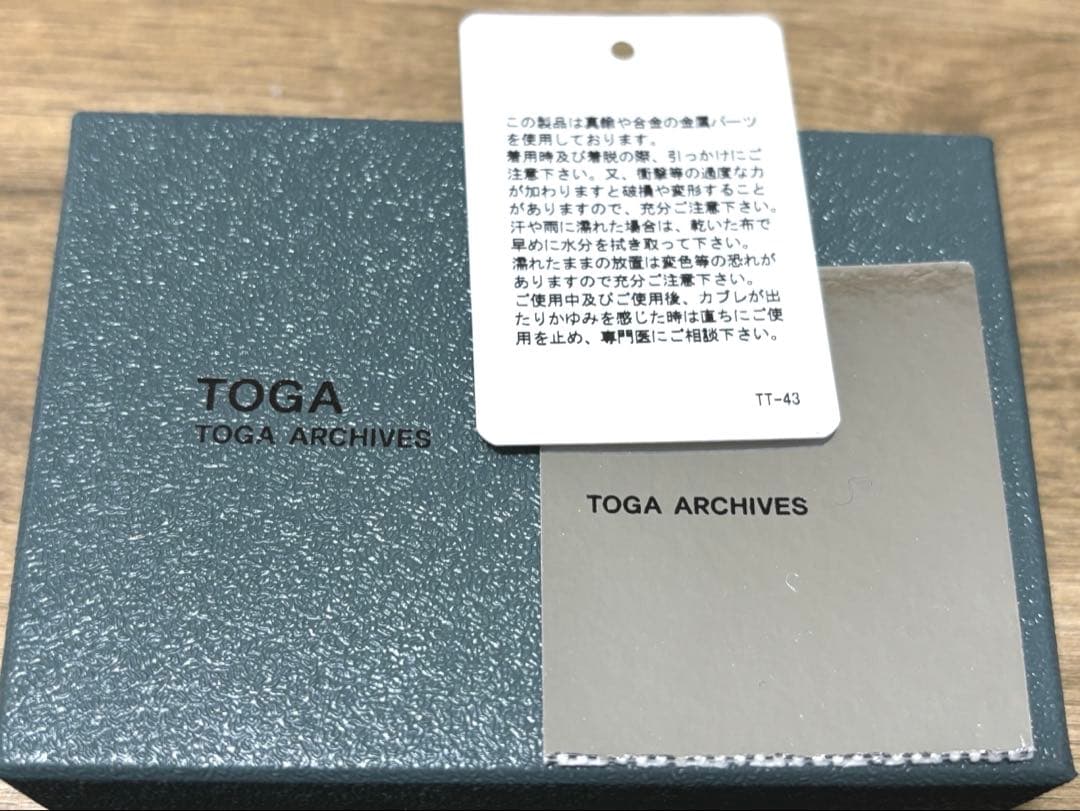 この製品は真鍮や合金の金属パーツ
を使用しております。
着用時及び着脱の際、引っかけにご
注意下さい。又、衝撃等の過度な力
が加わりますと破損や変形すること
がありますので、充分ご注意下さい。
汗や雨に濡れた場合は、乾いた布で
早めに水分を拭き取って下さい。
濡れたままの放置は変色等の恐れが
ありますので充分ご注意下さい。
ご使用中及びご使用後、カブレが出
たりかゆみを感じた時は直ちにご使
用を止め、専門医にご相談下さい。
TT-43
TOGA
TOGA ARCHIVES
TOGA ARCHIVES